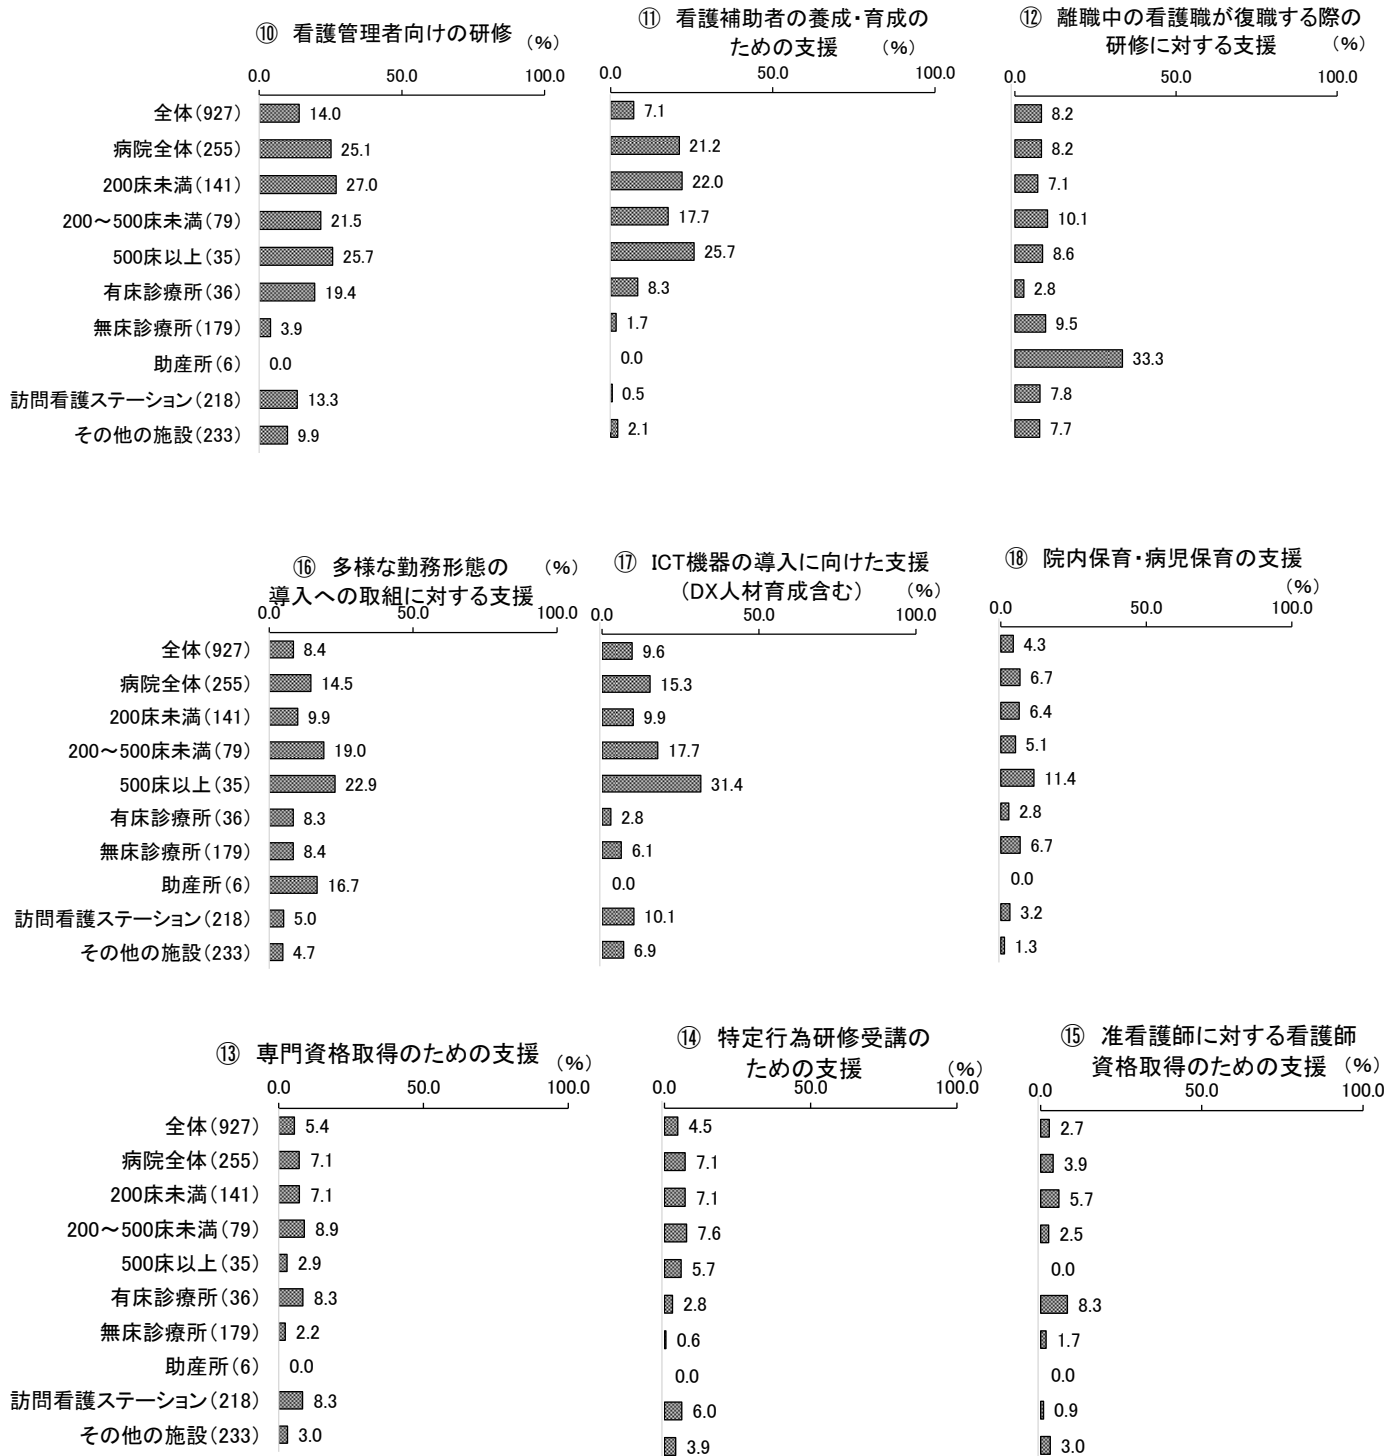 ⑩ 看護管理者向けの研修 (%)
0.0 50.0 100.0
全体(927) 14.0
病院全体(255) 25.1
200床未満(141) 27.0
200～500床未満(79) 21.5
500床以上(35) 25.7
有床診療所(36) 19.4
無床診療所(179) 3.9
助産所(6) 0.0
訪問看護ステーション(218) 13.3
その他の施設(233) 9.9
⑪ 看護補助者の養成・育成の
ための支援 (%)
0.0 50.0 100.0
7.1
21.2
22.0
17.7
25.7
8.3
1.7
0.0
0.5
2.1
⑫ 離職中の看護職が復職する際の
研修に対する支援 (%)
0.0 50.0 100.0
8.2
8.2
7.1
10.1
8.6
2.8
9.5
33.3
7.8
7.7
⑯ 多様な勤務形態の (%)
導入への取組に対する支援
0.0 50.0 100.0
全体(927) 8.4
病院全体(255) 14.5
200床未満(141) 9.9
200～500床未満(79) 19.0
500床以上(35) 22.9
有床診療所(36) 8.3
無床診療所(179) 8.4
助産所(6) 16.7
訪問看護ステーション(218) 5.0
その他の施設(233) 4.7
⑰ ICT機器の導入に向けた支援
(DX人材育成含む) (%)
0.0 50.0 100.0
9.6
15.3
9.9
17.7
31.4
2.8
6.1
0.0
10.1
6.9
⑱ 院内保育・病児保育の支援
(%)
0.0 50.0 100.0
4.3
6.7
6.4
5.1
11.4
2.8
6.7
0.0
3.2
1.3
⑬ 専門資格取得のための支援 (%)
0.0 50.0 100.0
全体(927) 5.4
病院全体(255) 7.1
200床未満(141) 7.1
200～500床未満(79) 8.9
500床以上(35) 2.9
有床診療所(36) 8.3
無床診療所(179) 2.2
助産所(6) 0.0
訪問看護ステーション(218) 8.3
その他の施設(233) 3.0
⑭ 特定行為研修受講の
ための支援 (%)
0.0 50.0 100.0
4.5
7.1
7.1
7.6
5.7
2.8
0.6
0.0
6.0
3.9
⑮ 准看護師に対する看護師
資格取得のための支援 (%)
0.0 50.0 100.0
2.7
3.9
5.7
2.5
0.0
8.3
1.7
0.0
0.9
3.0